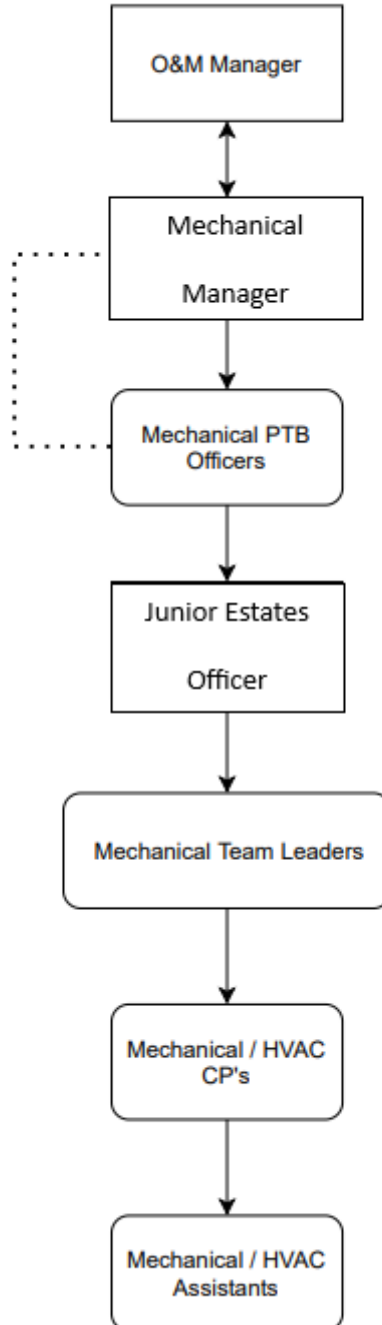 O&M Manager
Mechanical
Manager
Mechanical PTB
Officers
Junior Estates
Officer
Mechanical Team Leaders
Mechanical / HVAC
CP's
Mechanical / HVAC
Assistants